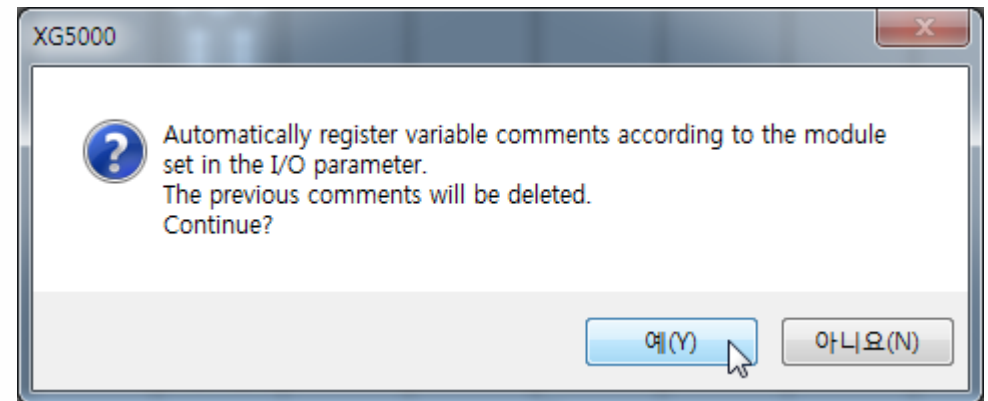 XG5000
Automatically register variable comments according to the module
set in the I/O parameter.
The previous comments will be deleted.
Continue?
예(Y)
아니요(N)